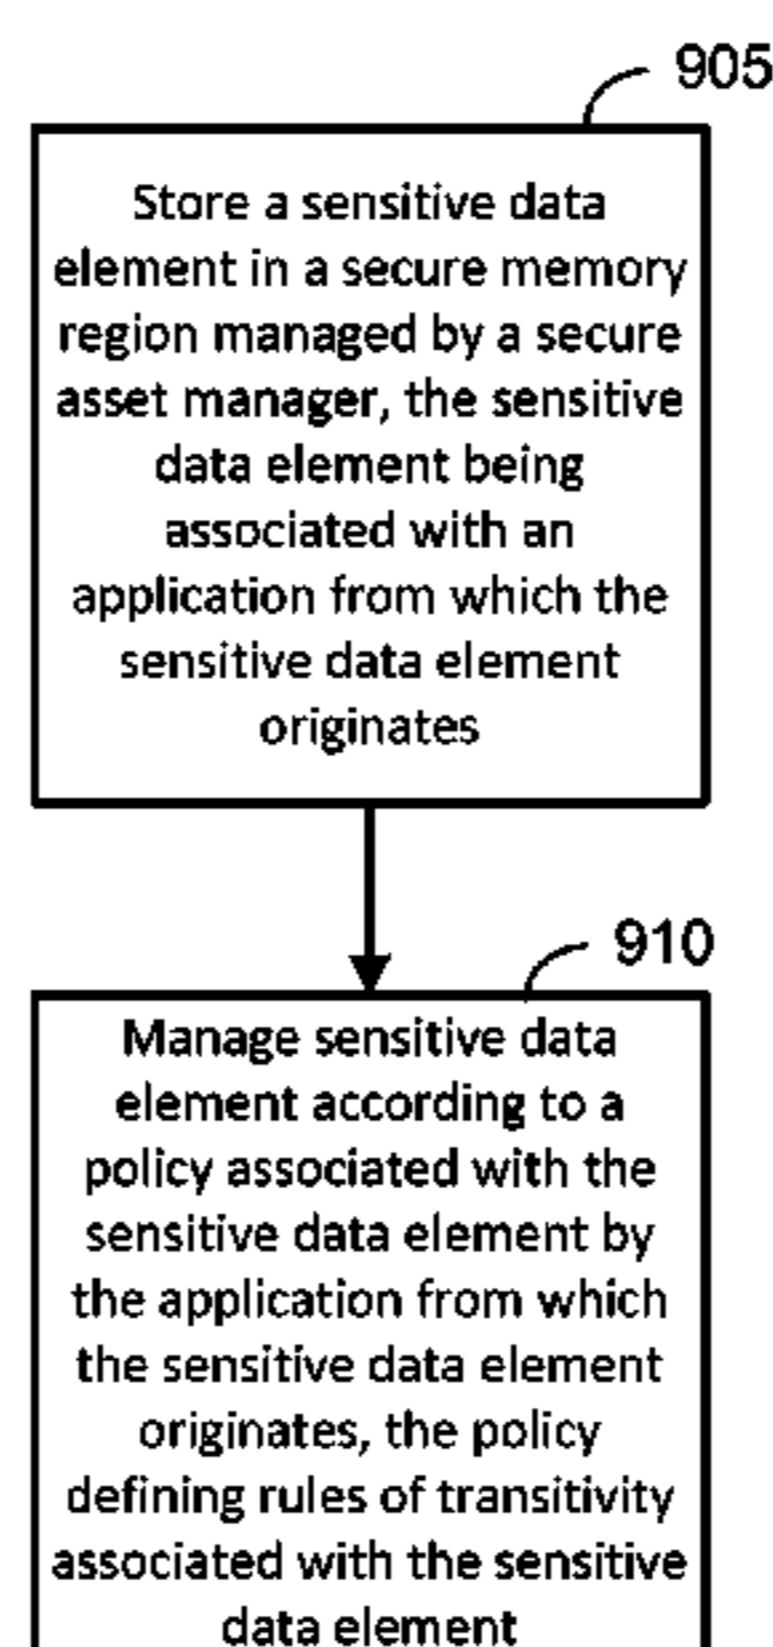 905
Store a sensitive data
element in a secure memory
region managed by a secure
asset manager, the sensitive
data element being
associated with an
application from which the
sensitive data element
originates
910
Manage sensitive data
element according to a
policy associated with the
sensitive data element by
the application from which
the sensitive data element
originates, the policy
defining rules of transitivity
associated with the sensitive
data element